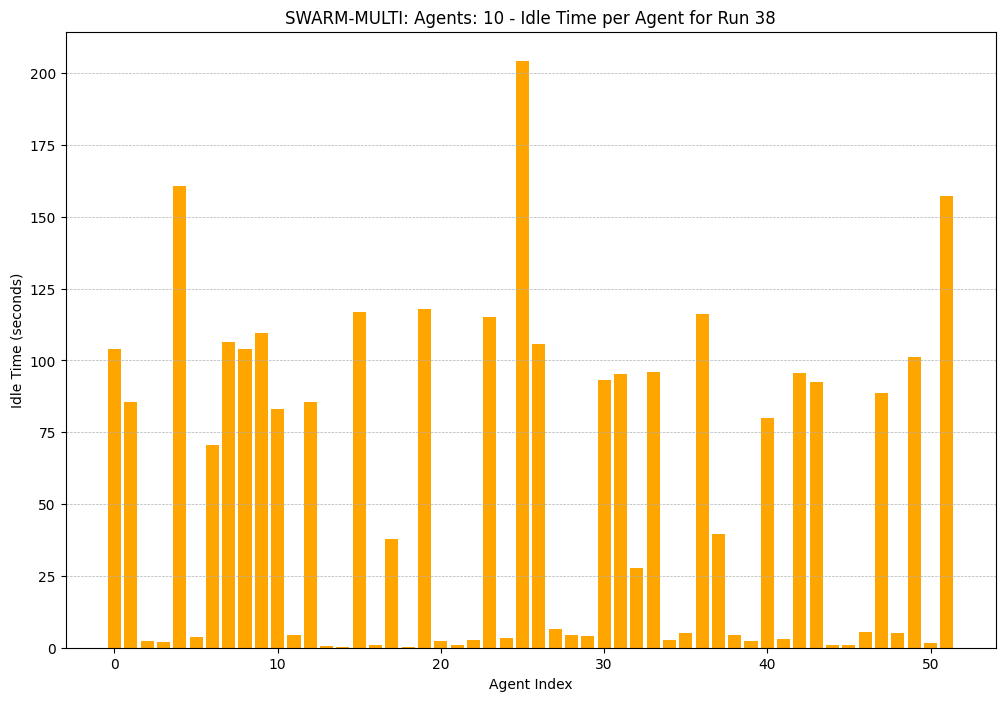 SWARM-MULTI: Agents: 10 - Idle Time per Agent for Run 38
Idle Time (seconds)
200
175
150
125
100
75
50
25
0
0 10 20 30 40 50
Agent Index